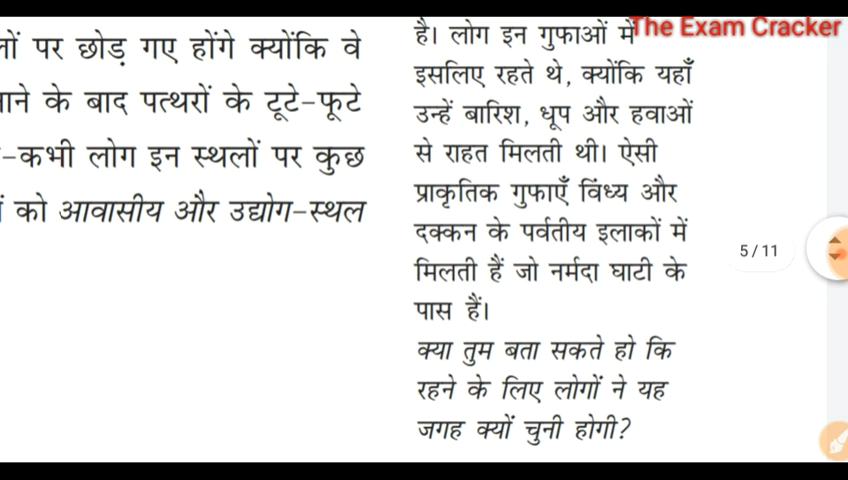 The Exam Cracker
पर छोड़ गए होंगे क्योंकि वे
के बाद पत्थरों के टूटे-फूटे
-कभी लोग इन स्थलों पर कुछ
को आवासीय और उद्योग-स्थल
है। लोग इन गुफाओं में
इसलिए रहते थे, क्योंकि यहाँ
उन्हें बारिश, धूप और हवाओं
से राहत मिलती थी। ऐसी
प्राकृतिक गुफाएँ विंध्य और
दक्कन के पर्वतीय इलाकों में
मिलती हैं जो नर्मदा घाटी के
पास हैं।
क्या तुम बता सकते हो कि
रहने के लिए लोगों ने यह
जगह क्यों चुनी होगी?
5/11